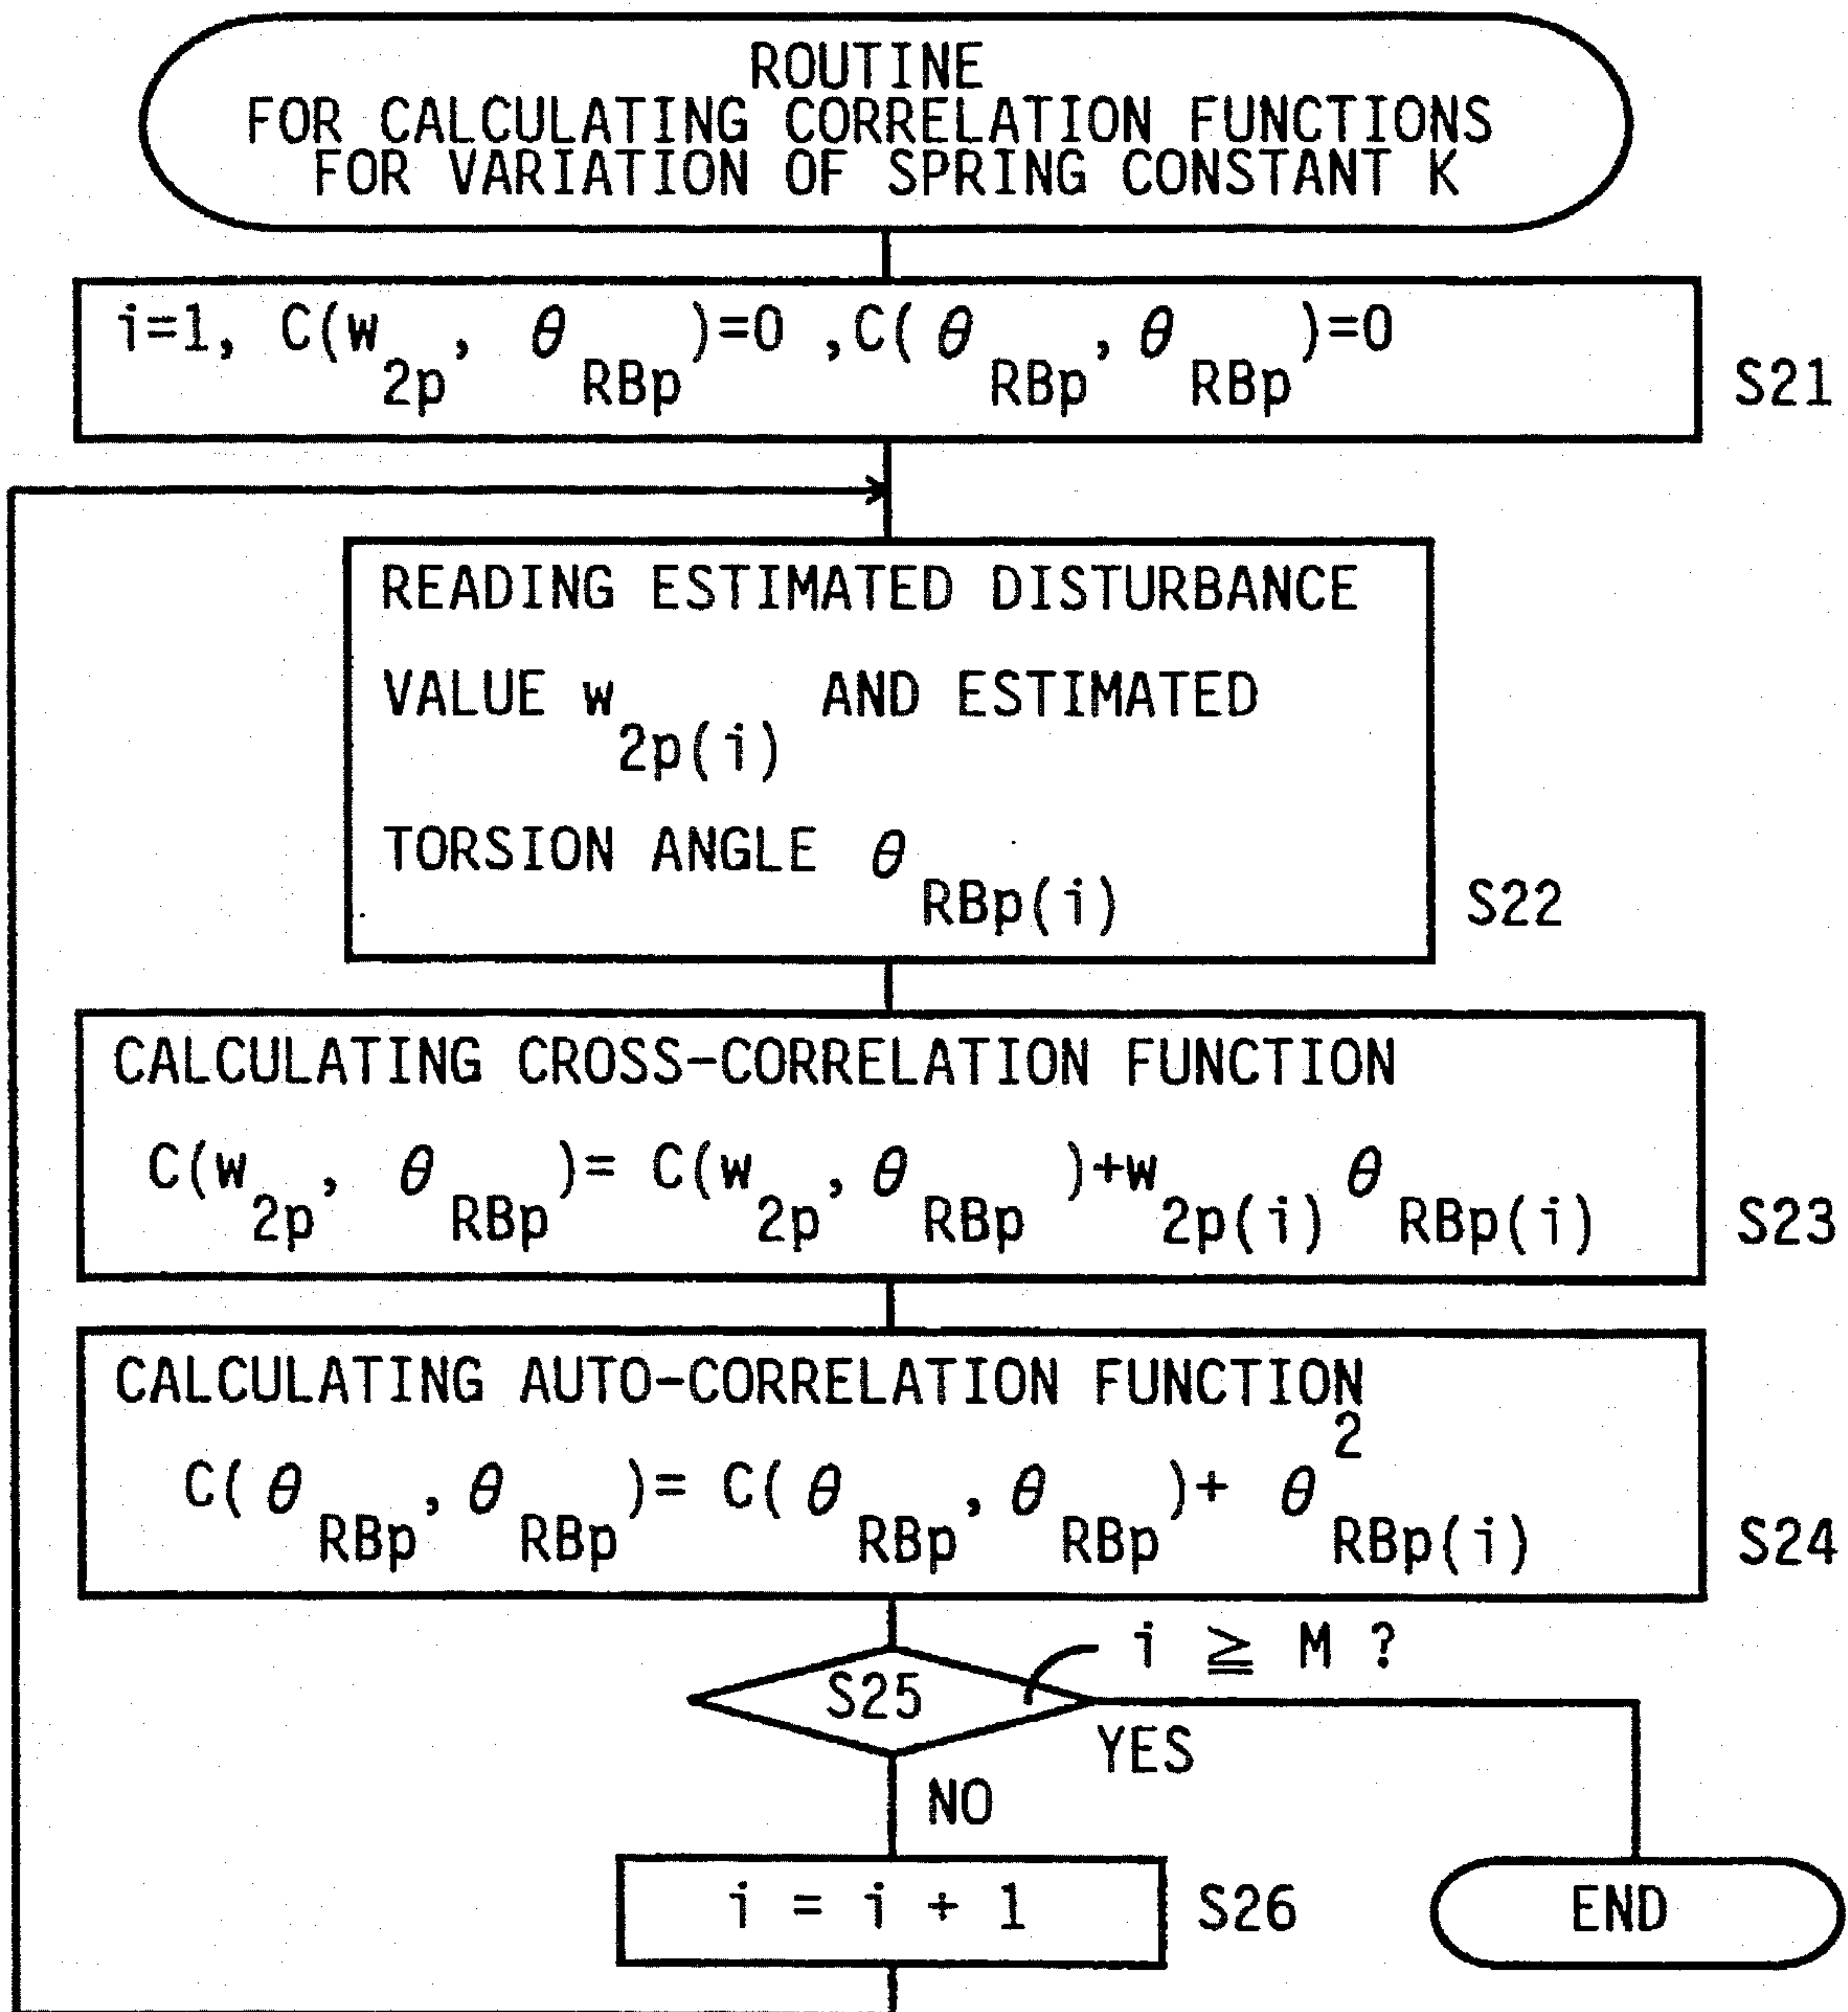 ROUTINE
FOR CALCULATING CORRELATION FUNCTIONS
FOR VARIATION OF SPRING CONSTANT K
i=1, C(w2p, θRBp)=0 ,C(θRBp, θRBp)=0
S21
READING ESTIMATED DISTURBANCE
VALUE w2p(i) AND ESTIMATED
TORSION ANGLE θRBp(i)
S22
CALCULATING CROSS-CORRELATION FUNCTION
C(w2p, θRBp)= C(w2p, θRBp)+w2p(i) θRBp(i)
S23
CALCULATING AUTO-CORRELATION FUNCTION
C(θRBp, θRBp)= C(θRBp, θRBp)+ θ²RBp(i)
S24
i ≧ M ?
S25
YES
NO
i = i + 1
S26
END